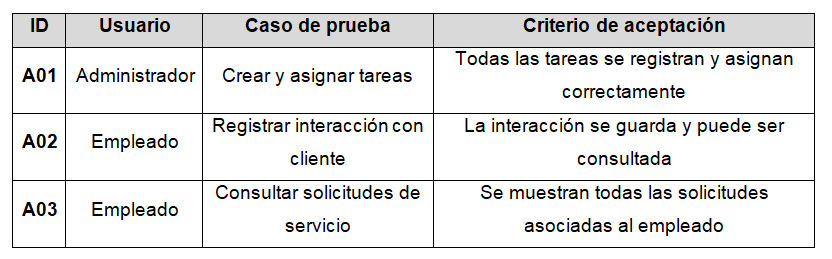 ID Usuario Caso de prueba Criterio de aceptación
A01 Administrador Crear y asignar tareas Todas las tareas se registran y asignan
correctamente
A02 Empleado Registrar interacción con
cliente
La interacción se guarda y puede ser
consultada
A03 Empleado Consultar solicitudes de
servicio
Se muestran todas las solicitudes
asociadas al empleado